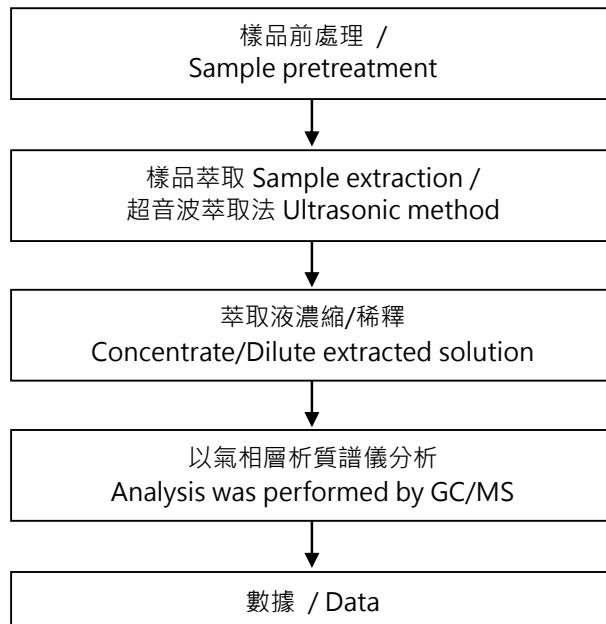 樣品前處理 /
Sample pretreatment
樣品萃取 Sample extraction /
超音波萃取法 Ultrasonic method
萃取液濃縮/稀釋
Concentrate/Dilute extracted solution
以氣相層析質譜儀分析
Analysis was performed by GC/MS
數據 / Data